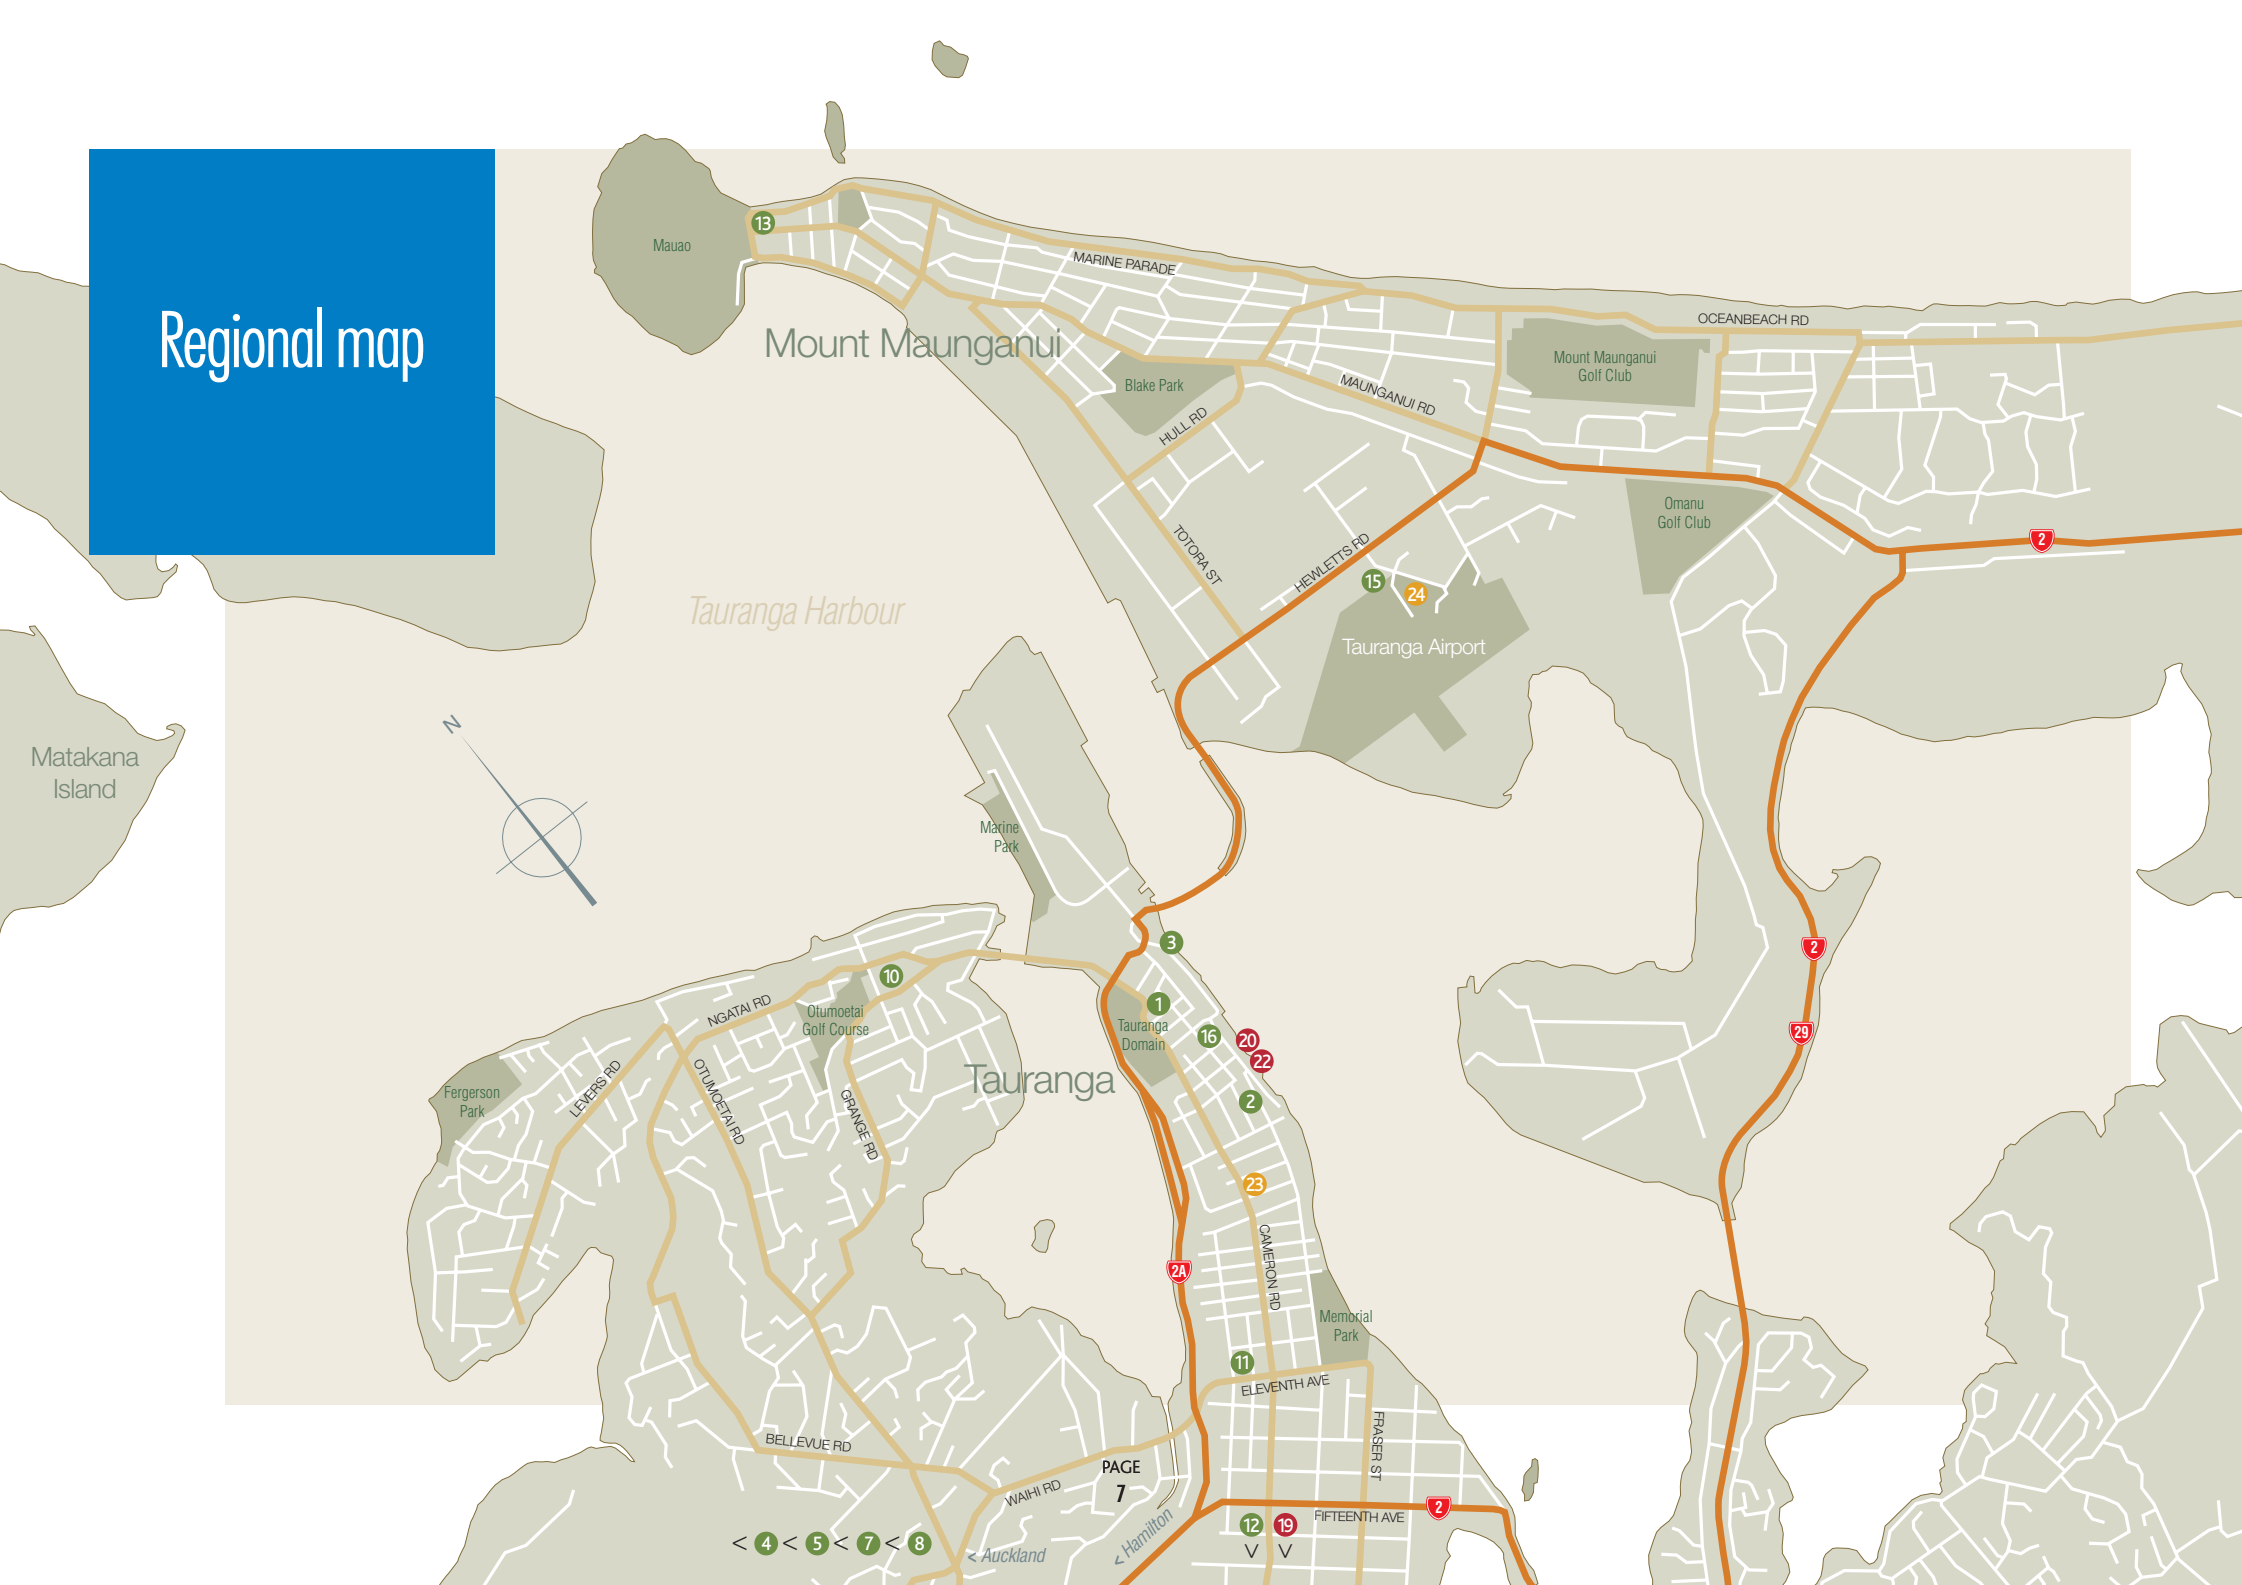 Regional map
13
Mauao
MARINE PARADE
Mount Maunganui
OCEANBEACH RD
Mount Maunganui
Golf Club
Blake Park
MAUNGANUI RD
HULL RD
Omanu
Golf Club
2
TOTORA ST
HEWLETTS RD
15
24
Tauranga Harbour
Tauranga Airport
N
Matakana
Island
Marine
Park
3
2
10
NGATAI RD
Otumoetai
Golf Course
1
Tauranga
Domain
16
20
22
29
Tauranga
Fergerson
Park
LEVERS RD
OTUMOETAI RD
GRANGE RD
2
23
CAMERON RD
2A
Memorial
Park
11
ELEVENTH AVE
FRASER ST
BELLEVUE RD
PAGE
7
WAIHI RD
2
FIFTEENTH AVE
12
19
< 4 < 5 < 7 < 8
< Auckland
< Hamilton
V V